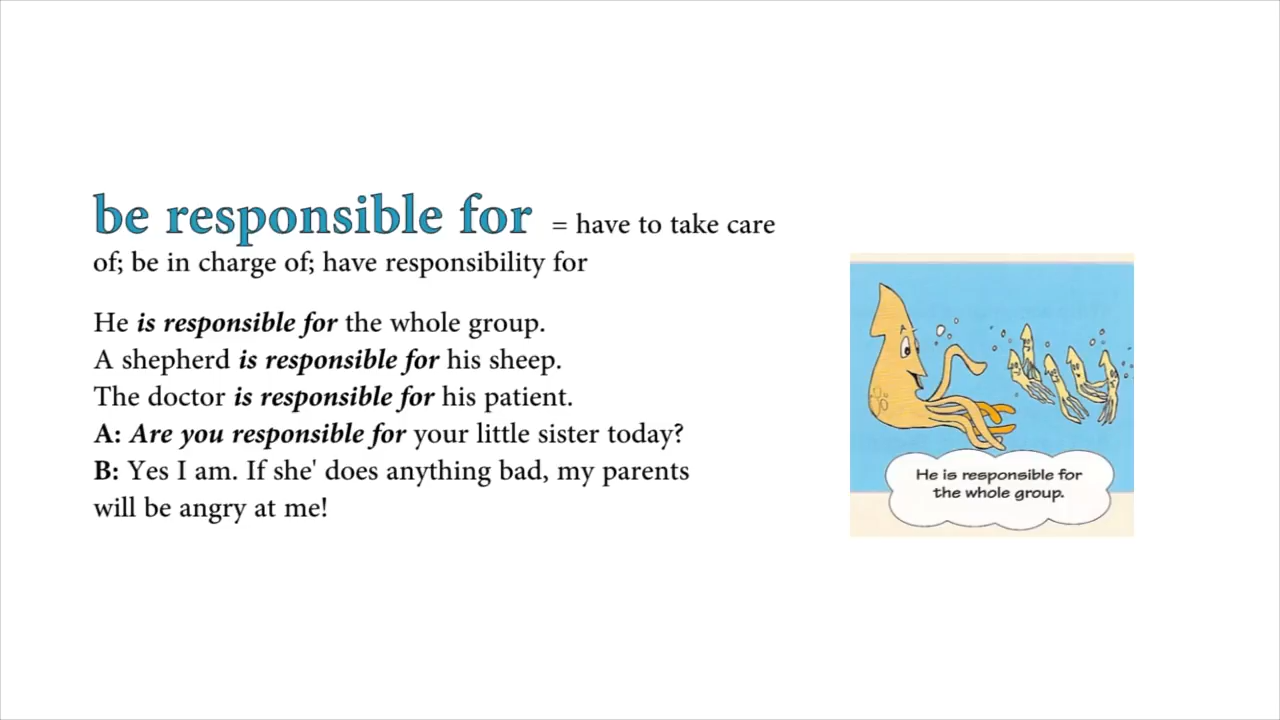 be responsible for = have to take care
of; be in charge of; have responsibility for
He is responsible for the whole group.
A shepherd is responsible for his sheep.
The doctor is responsible for his patient.
A: Are you responsible for your little sister today?
B: Yes I am. If she' does anything bad, my parents
will be angry at me!
He is responsible for
the whole group.